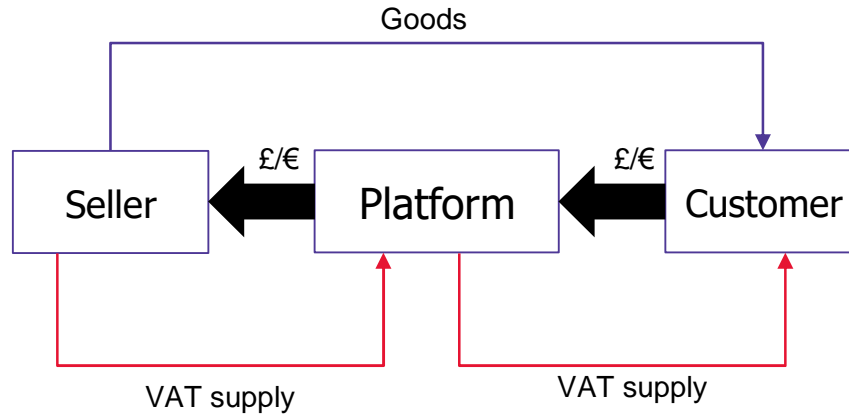 Goods
£/€
£/€
Seller
Platform
Customer
VAT supply
VAT supply